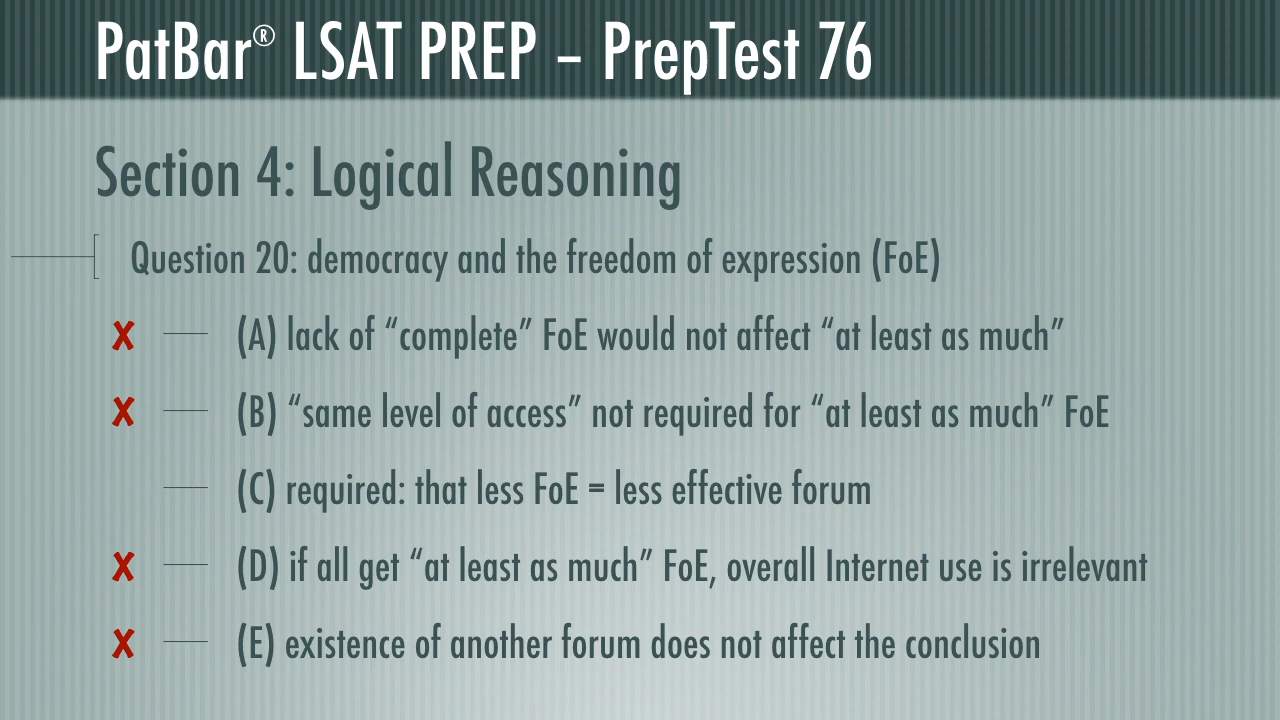 PatBar® LSAT PREP – PrepTest 76
Section 4: Logical Reasoning
Question 20: democracy and the freedom of expression (FoE)
✗ (A) lack of “complete” FoE would not affect “at least as much”
✗ (B) “same level of access” not required for “at least as much” FoE
(C) required: that less FoE = less effective forum
✗ (D) if all get “at least as much” FoE, overall Internet use is irrelevant
✗ (E) existence of another forum does not affect the conclusion